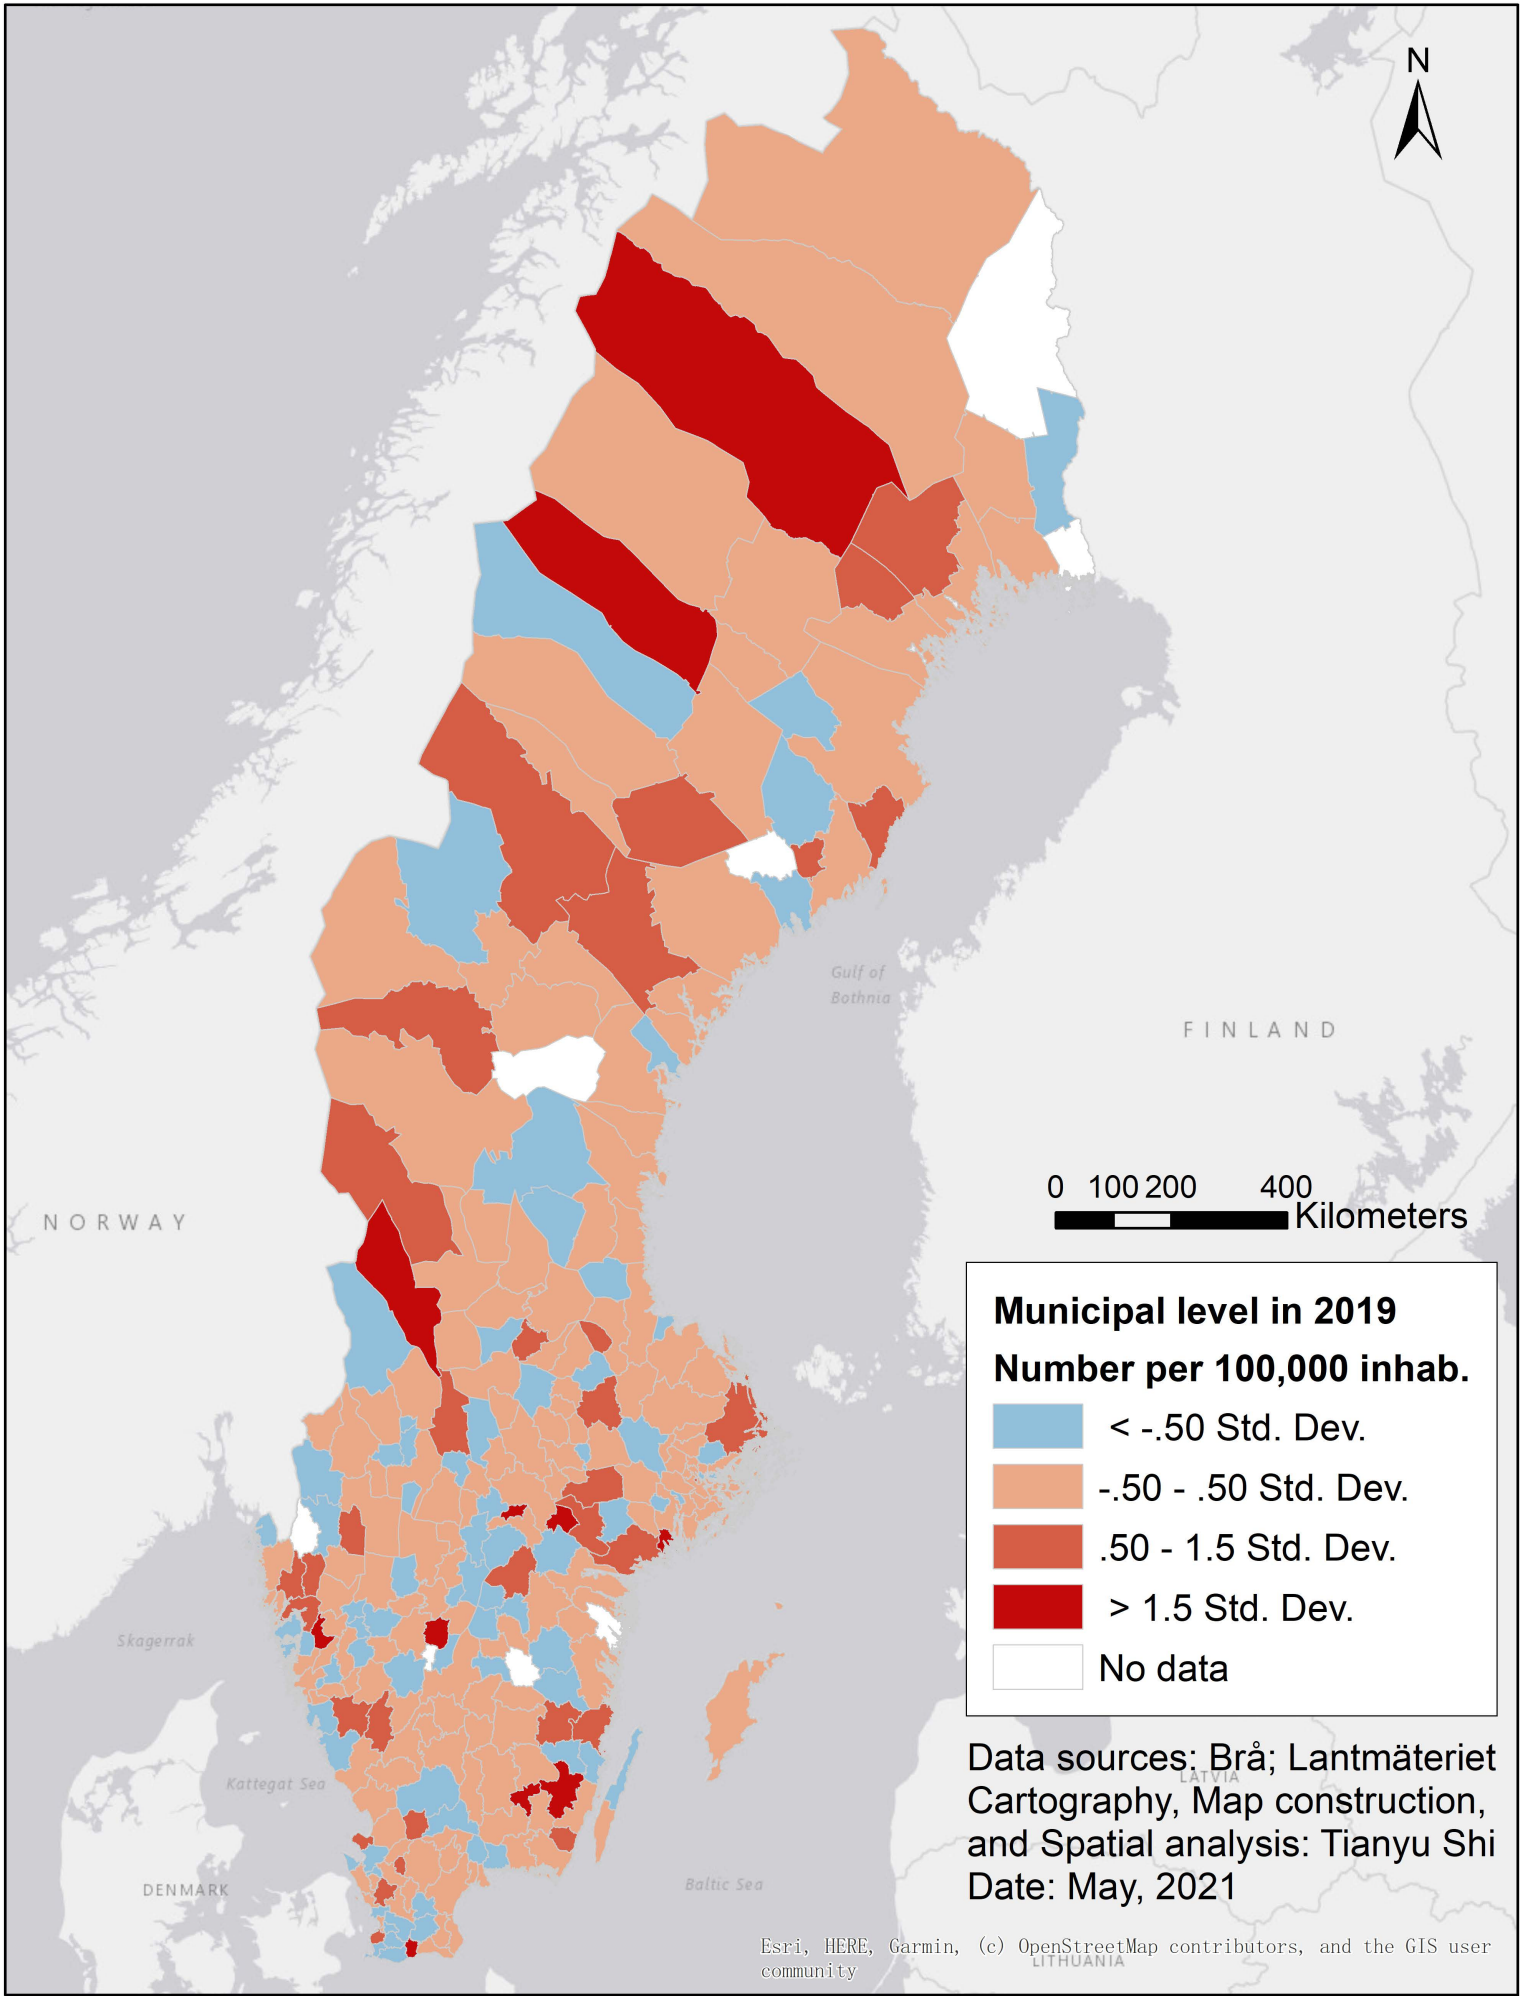 N
Gulf of
Bothnia
FINLAND
NORWAY
0 100 200 400
Kilometers
Municipal level in 2019
Number per 100,000 inhab.
< -.50 Std. Dev.
-.50 - .50 Std. Dev.
.50 - 1.5 Std. Dev.
> 1.5 Std. Dev.
No data
Skagerrak
Kattegat Sea
DENMARK
Baltic Sea
LATVIA
LITHUANIA
Data sources: Brå; Lantmäteriet
Cartography, Map construction,
and Spatial analysis: Tianyu Shi
Date: May, 2021
Esri, HERE, Garmin, (c) OpenStreetMap contributors, and the GIS user
community